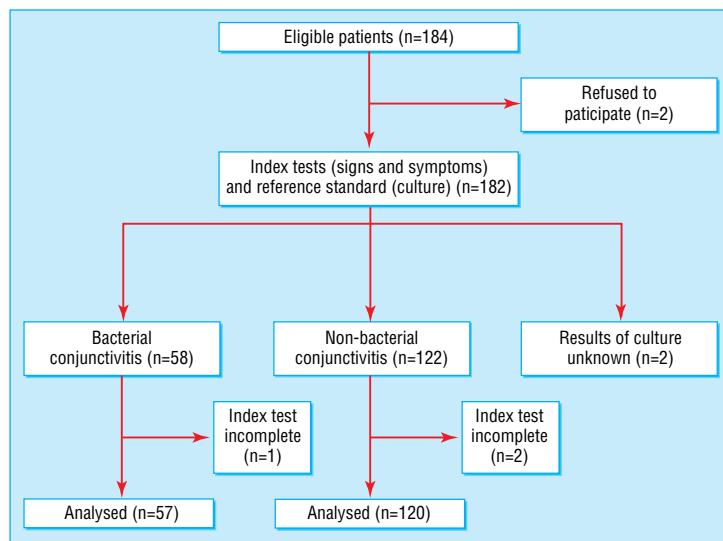 Eligible patients (n=184)
Refused to
paticipate (n=2)
Index tests (signs and symptoms)
and reference standard (culture) (n=182)
Bacterial
conjunctivitis (n=58)
Non-bacterial
conjunctivitis (n=122)
Results of culture
unknown (n=2)
Index test
incomplete
(n=1)
Index test
incomplete
(n=2)
Analysed (n=57)
Analysed (n=120)